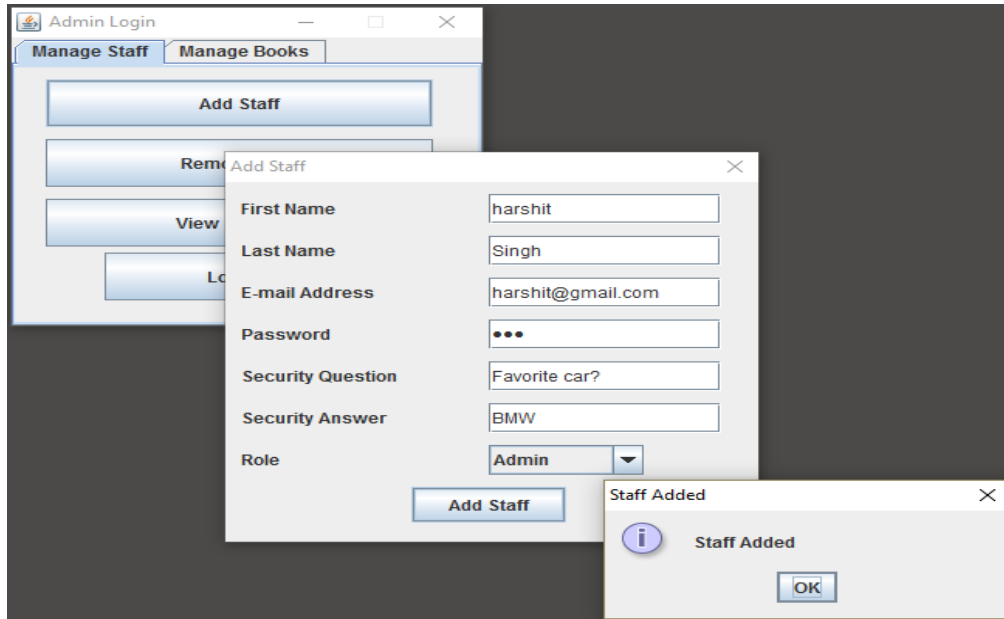 Admin Login
Manage Staff Manage Books
Add Staff
View
Add Staff
First Name harshit
Last Name Singh
E-mail Address harshit@gmail.com
Password •••
Security Question Favorite car?
Security Answer BMW
Role Admin
Add Staff
Staff Added
Staff Added
OK